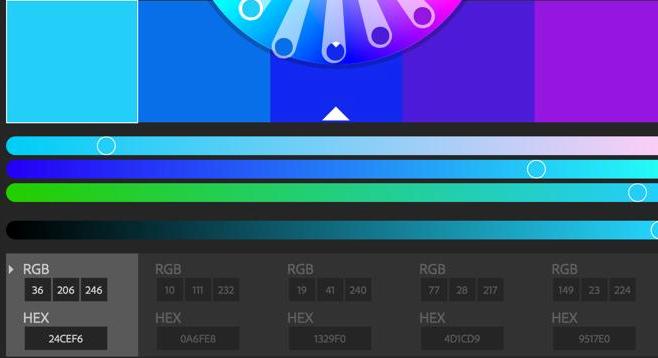 RGB RGB RGB RGB RGB
36 206 246 10 111 232 19 41 240 77 28 217 149 23 224
HEX HEX HEX HEX HEX
24CEF6 0A6FE8 1329F0 4D1CD9 9517E0